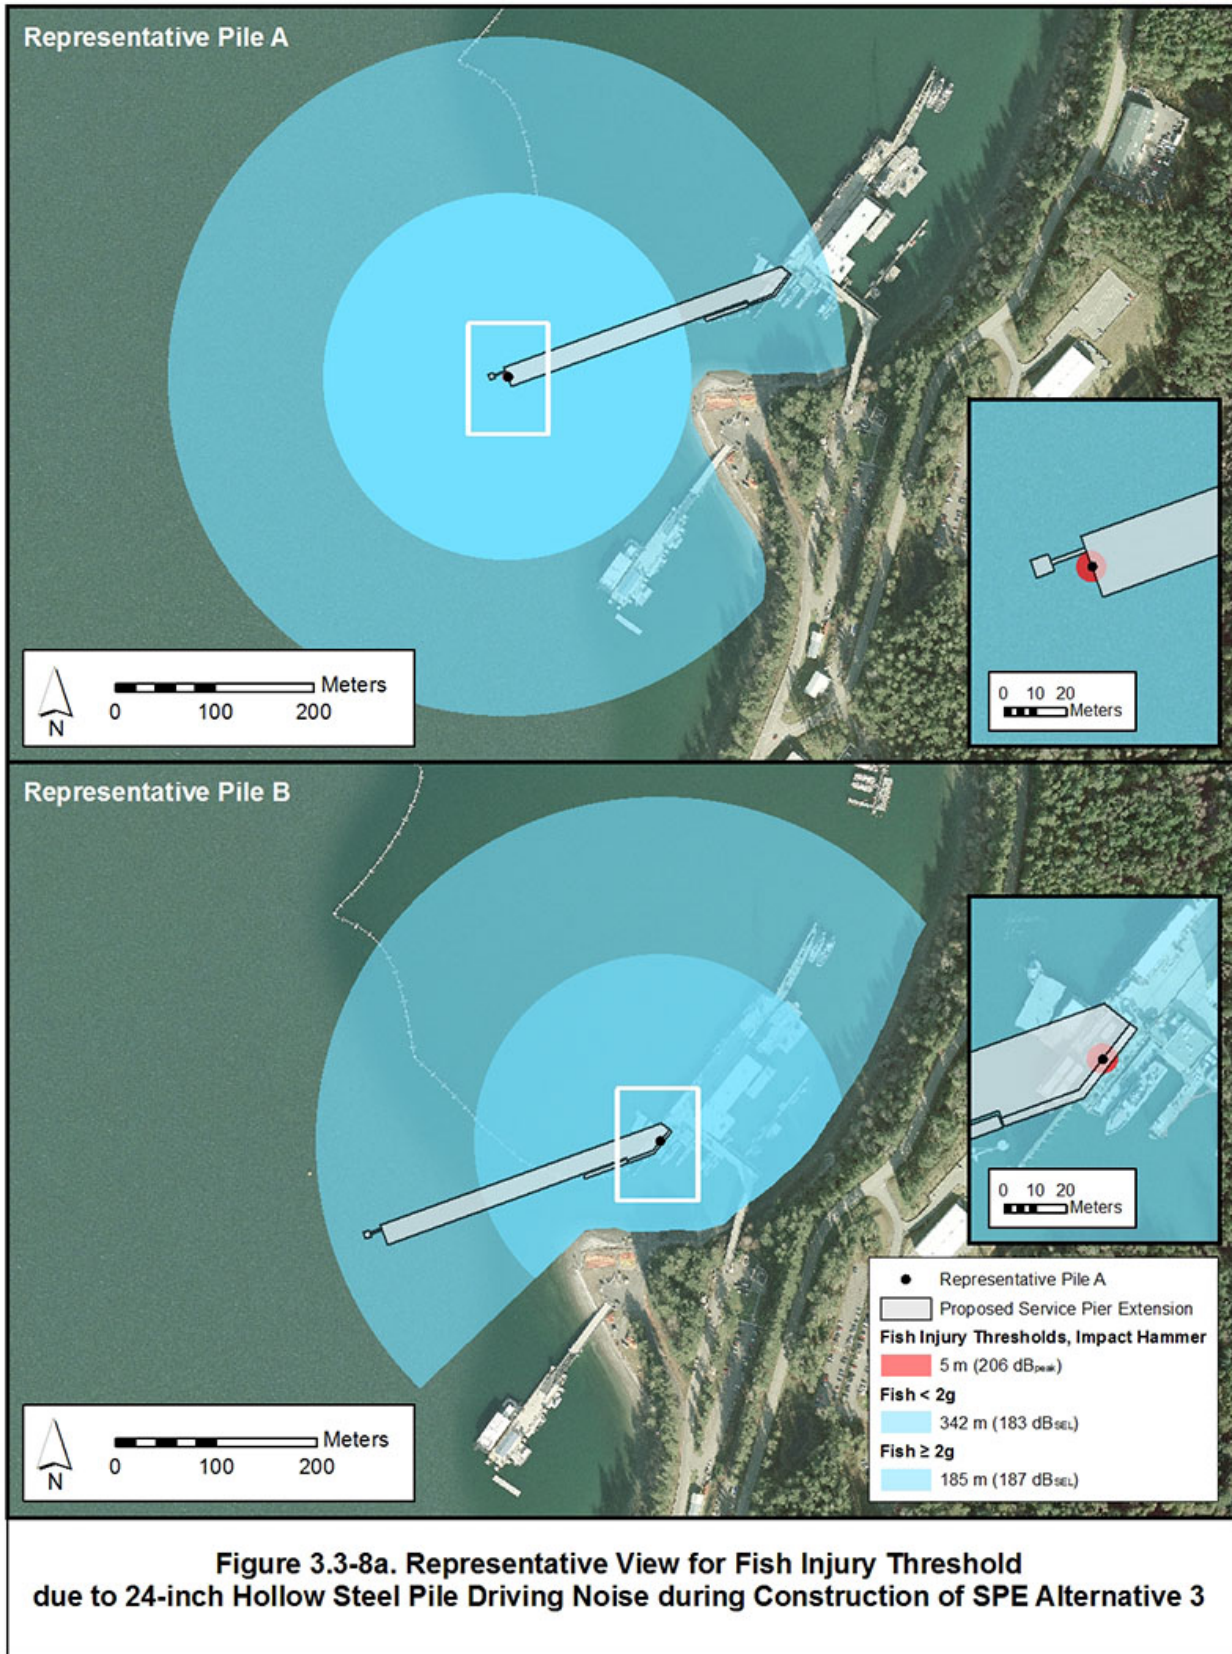 Representative Pile A
N
Meters
0 100 200
0 10 20
Meters
Representative Pile B
N
Meters
0 100 200
0 10 20
Meters
Representative Pile A
Proposed Service Pier Extension
Fish Injury Thresholds, Impact Hammer
5 m (206 dBpeak)
Fish < 2g
342 m (183 dBSEL)
Fish ≥ 2g
185 m (187 dBSEL)
Figure 3.3-8a. Representative View for Fish Injury Threshold
due to 24-inch Hollow Steel Pile Driving Noise during Construction of SPE Alternative 3